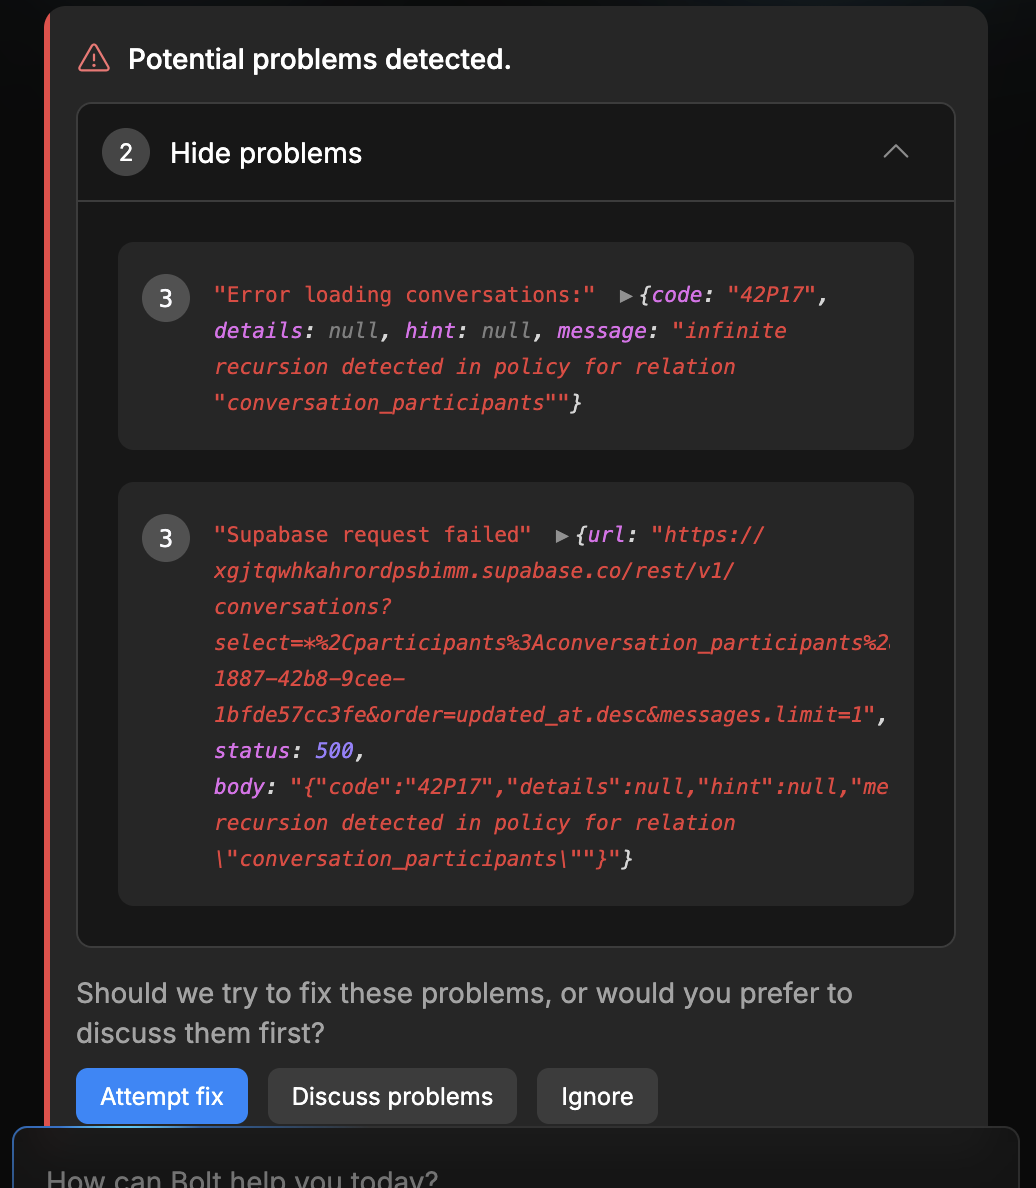 Potential problems detected.
2 Hide problems
3 "Error loading conversations:" ▶{code: "42P17",
details: null, hint: null, message: "infinite
recursion detected in policy for relation
"conversation_participants""}
3 "Supabase request failed" ▶{url: "https://
xgjtqwhkahrordpsbimm.supabase.co/rest/v1/
conversations?
select=*%2Cparticipants%3Aconversation_participants%2
1887-42b8-9cee-
1bfde57cc3fe&order=updated_at.desc&messages.limit=1",
status: 500,
body: "{"code":"42P17","details":null,"hint":null,"me
recursion detected in policy for relation
\"conversation_participants\""}"}
Should we try to fix these problems, or would you prefer to
discuss them first?
Attempt fix Discuss problems Ignore
How can Bolt help you today?